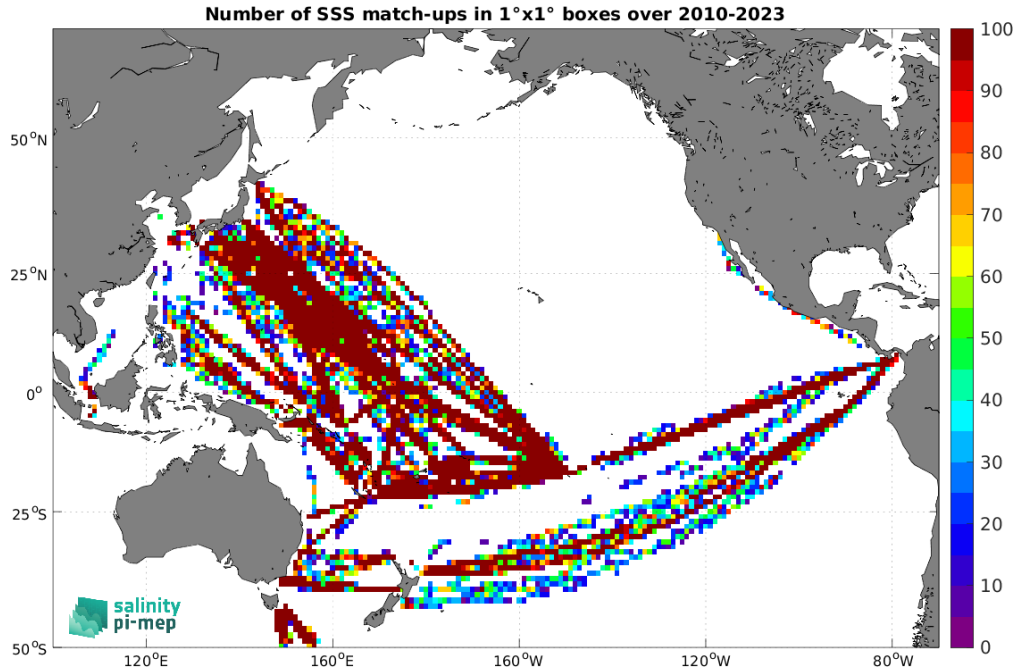 Number of SSS match-ups in 1°x1° boxes over 2010-2023
100
90
80
70
60
50
40
30
20
10
0
50°N
25°N
0°
25°S
50°S
120°E
160°E
160°W
120°W
80°W
salinity
pi-mep